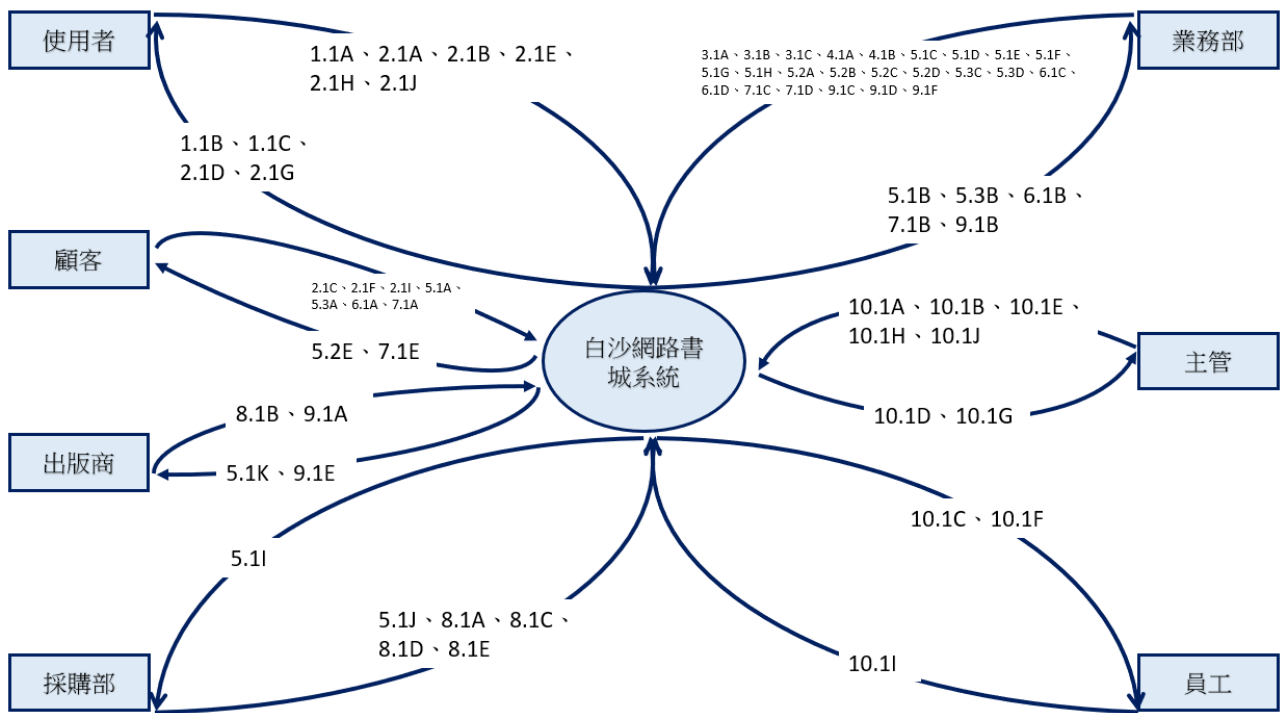 使用者
1.1A、2.1A、2.1B、2.1E、
2.1H、2.1J
3.1A、3.1B、3.1C、4.1A、4.1B、5.1C、5.1D、5.1E、5.1F、
5.1G、5.1H、5.2A、5.2B、5.2C、5.2D、5.3C、5.3D、6.1C、
6.1D、7.1C、7.1D、9.1C、9.1D、9.1F
業務部
1.1B、1.1C、
2.1D、2.1G
5.1B、5.3B、6.1B、
7.1B、9.1B
顧客
2.1C、2.1F、2.1I、5.1A、
5.3A、6.1A、7.1A
5.2E、7.1E
白沙網路書
城系統
10.1A、10.1B、10.1E、
10.1H、10.1J
主管
10.1D、10.1G
8.1B、9.1A
出版商
5.1K、9.1E
5.1I
10.1C、10.1F
5.1J、8.1A、8.1C、
8.1D、8.1E
10.1I
採購部
員工